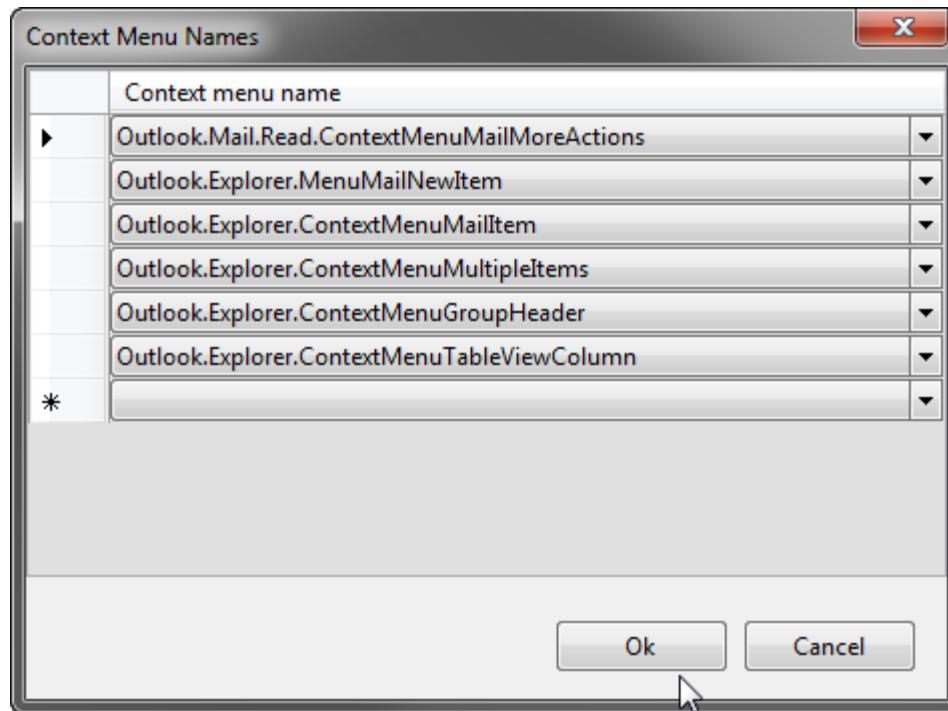 Context Menu Names
Context menu name
Outlook.Mail.Read.ContextMenuMailMoreActions
Outlook.Explorer.MenuMailNewItem
Outlook.Explorer.ContextMenuMailItem
Outlook.Explorer.ContextMenuMultipleItems
Outlook.Explorer.ContextMenuGroupHeader
Outlook.Explorer.ContextMenuTableViewColumn
Ok Cancel